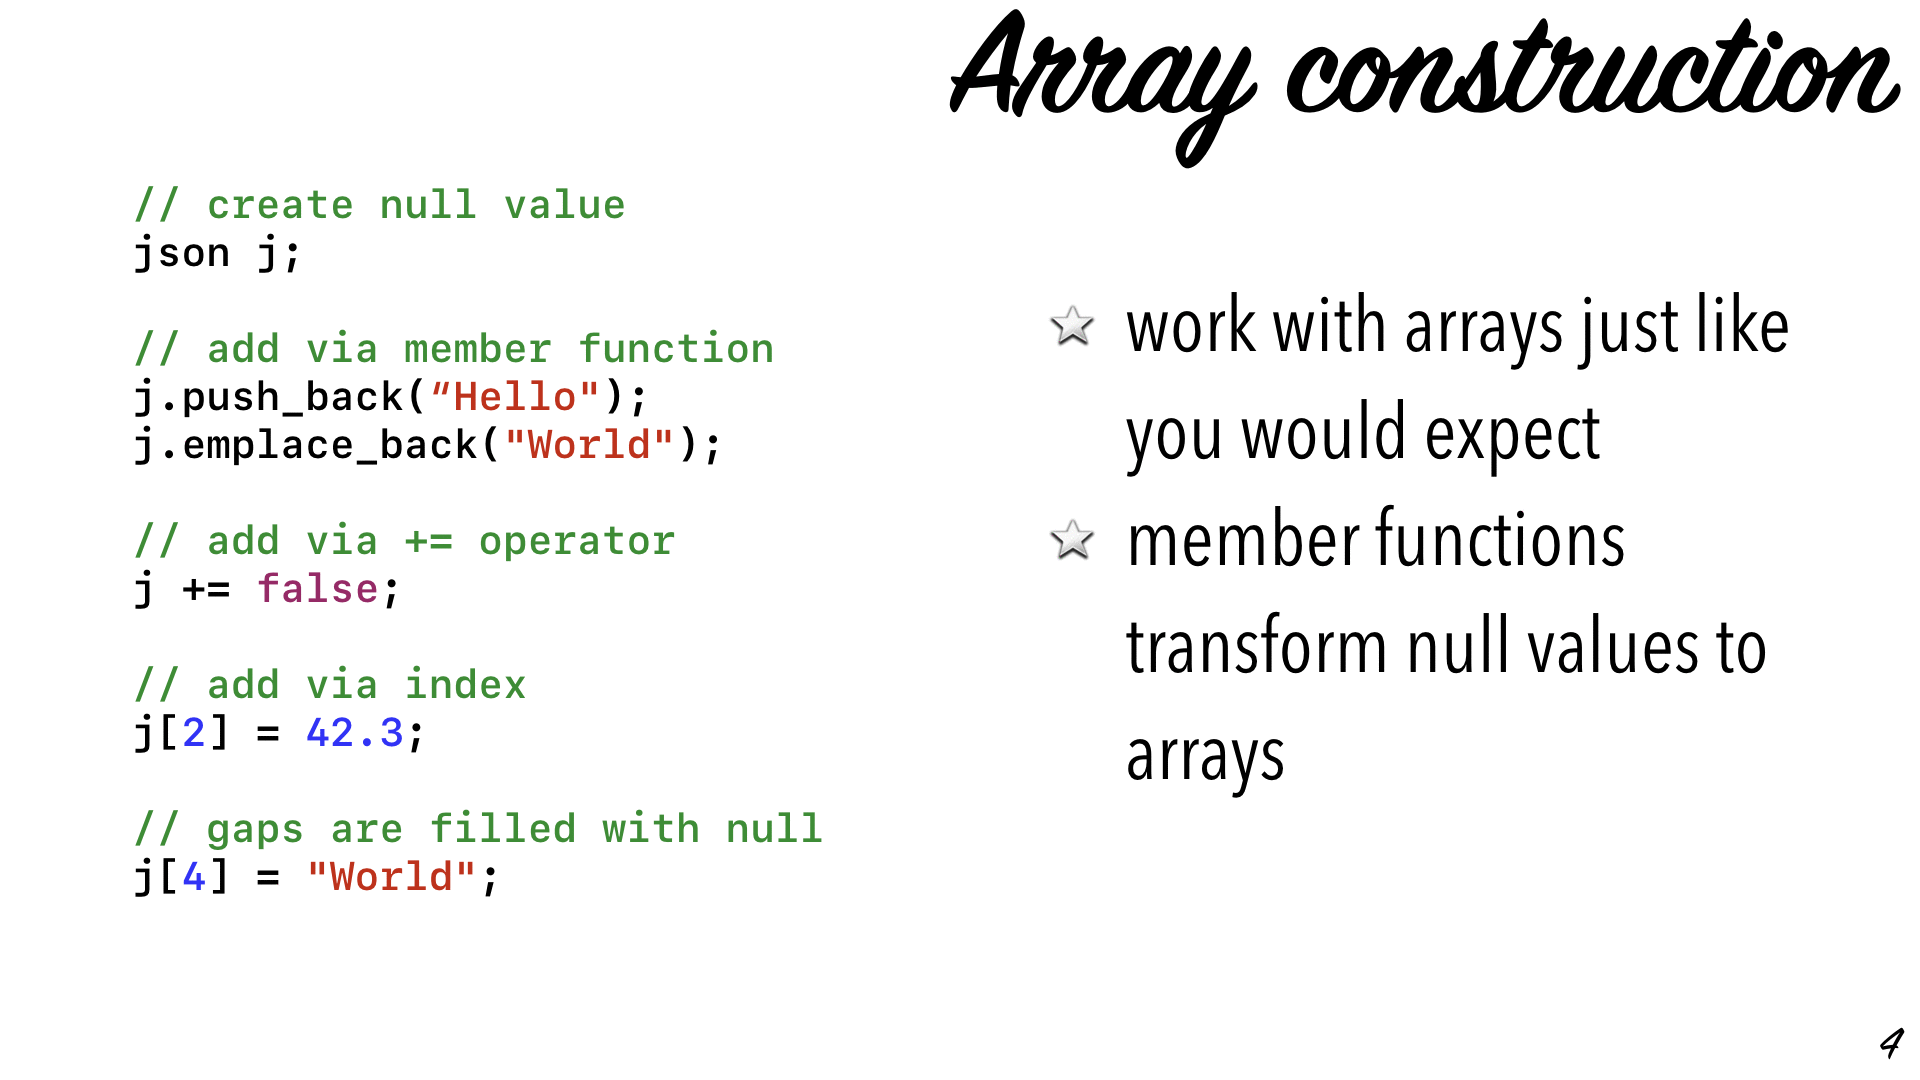 Array construction
// create null value
json j;
// add via member function
j.push_back(“Hello");
j.emplace_back("World");
// add via += operator
j += false;
// add via index
j[2] = 42.3;
// gaps are filled with null
j[4] = "World";
work with arrays just like
you would expect
member functions
transform null values to
arrays
4